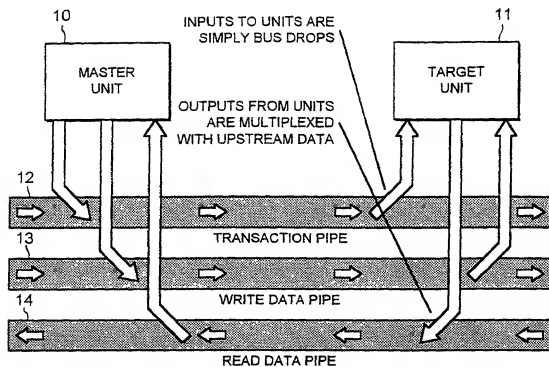 10
MASTER
UNIT
INPUTS TO UNITS ARE
SIMPLY BUS DROPS
OUTPUTS FROM UNITS
ARE MULTIPLEXED
WITH UPSTREAM DATA
11
TARGET
UNIT
12
TRANSACTION PIPE
13
WRITE DATA PIPE
14
READ DATA PIPE